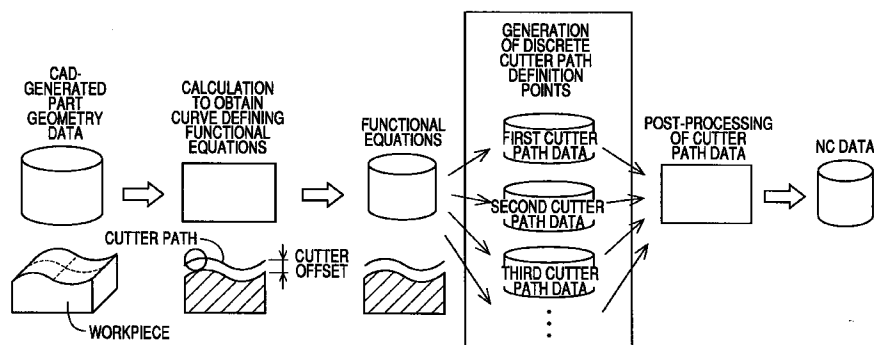 CAD-
GENERATED
PART
GEOMETRY
DATA
CALCULATION
TO OBTAIN
CURVE DEFINING
FUNCTIONAL
EQUATIONS
FUNCTIONAL
EQUATIONS
GENERATION
OF DISCRETE
CUTTER PATH
DEFINITION
POINTS
FIRST CUTTER
PATH DATA
SECOND CUTTER
PATH DATA
THIRD CUTTER
PATH DATA
POST-PROCESSING
OF CUTTER
PATH DATA
NC DATA
CUTTER PATH
CUTTER
OFFSET
WORKPIECE